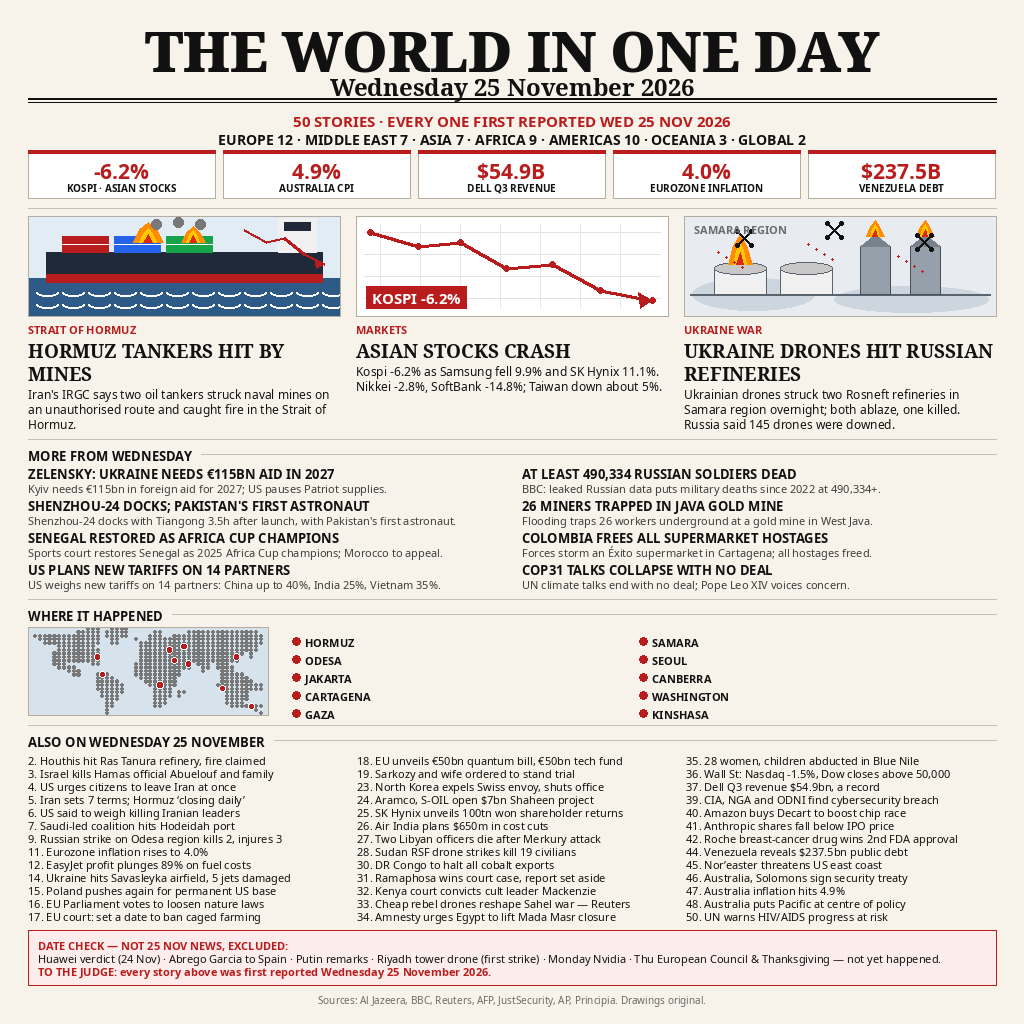 THE WORLD IN ONE DAY
Wednesday 25 November 2026
50 STORIES · EVERY ONE FIRST REPORTED WED 25 NOV 2026
EUROPE 12 · MIDDLE EAST 7 · ASIA 7 · AFRICA 9 · AMERICAS 10 · OCEANIA 3 · GLOBAL 2
-6.2%
KOSPI · ASIAN STOCKS
4.9%
AUSTRALIA CPI
$54.9B
DELL Q3 REVENUE
4.0%
EUROZONE INFLATION
$237.5B
VENEZUELA DEBT
STRAIT OF HORMUZ
HORMUZ TANKERS HIT BY
MINES
Iran's IRGC says two oil tankers struck naval mines on
an unauthorised route and caught fire in the Strait of
Hormuz.
KOSPI -6.2%
MARKETS
ASIAN STOCKS CRASH
Kospi -6.2% as Samsung fell 9.9% and SK Hynix 11.1%.
Nikkei -2.8%, SoftBank -14.8%; Taiwan down about 5%.
SAMARA REGION
UKRAINE WAR
UKRAINE DRONES HIT RUSSIAN
REFINERIES
Ukrainian drones struck two Rosneft refineries in
Samara region overnight; both ablaze, one killed.
Russia said 145 drones were downed.
MORE FROM WEDNESDAY
ZELENSKY: UKRAINE NEEDS €115BN AID IN 2027
Kyiv needs €115bn in foreign aid for 2027; US pauses Patriot supplies.
SHENZHOU-24 DOCKS; PAKISTAN'S FIRST ASTRONAUT
Shenzhou-24 docks with Tiangong 3.5h after launch, with Pakistan's first astronaut.
SENEGAL RESTORED AS AFRICA CUP CHAMPIONS
Sports court restores Senegal as 2025 Africa Cup champions; Morocco to appeal.
US PLANS NEW TARIFFS ON 14 PARTNERS
US weighs new tariffs on 14 partners: China up to 40%, India 25%, Vietnam 35%.
AT LEAST 490,334 RUSSIAN SOLDIERS DEAD
BBC: leaked Russian data puts military deaths since 2022 at 490,334+.
26 MINERS TRAPPED IN JAVA GOLD MINE
Flooding traps 26 workers underground at a gold mine in West Java.
COLOMBIA FREES ALL SUPERMARKET HOSTAGES
Forces storm an Éxito supermarket in Cartagena; all hostages freed.
COP31 TALKS COLLAPSE WITH NO DEAL
UN climate talks end with no deal; Pope Leo XIV voices concern.
WHERE IT HAPPENED
HORMUZ
ODESA
JAKARTA
CARTAGENA
GAZA
SAMARA
SEOUL
CANBERRA
WASHINGTON
KINSHASA
ALSO ON WEDNESDAY 25 NOVEMBER
2. Houthis hit Ras Tanura refinery, fire claimed
3. Israel kills Hamas official Abuelouf and family
4. US urges citizens to leave Iran at once
5. Iran sets 7 terms; Hormuz ‘closing daily’
6. US said to weigh killing Iranian leaders
7. Saudi-led coalition hits Hodeidah port
9. Russian strike on Odesa region kills 2, injures 3
11. Eurozone inflation rises to 4.0%
12. EasyJet profit plunges 89% on fuel costs
14. Ukraine hits Savasleyka airfield, 5 jets damaged
15. Poland pushes again for permanent US base
16. EU Parliament votes to loosen nature laws
17. EU court: set a date to ban caged farming
18. EU unveils €50bn quantum bill, €50bn tech fund
19. Sarkozy and wife ordered to stand trial
23. North Korea expels Swiss envoy, shuts office
24. Aramco, S-OIL open $7bn Shaheen project
25. SK Hynix unveils 100tn won shareholder returns
26. Air India plans $650m in cost cuts
27. Two Libyan officers die after Merkury attack
28. Sudan RSF drone strikes kill 19 civilians
30. DR Congo to halt all cobalt exports
31. Ramaphosa wins court case, report set aside
32. Kenya court convicts cult leader Mackenzie
33. Cheap rebel drones reshape Sahel war — Reuters
34. Amnesty urges Egypt to lift Mada Masr closure
35. 28 women, children abducted in Blue Nile
36. Wall St: Nasdaq -1.5%, Dow closes above 50,000
37. Dell Q3 revenue $54.9bn, a record
39. CIA, NGA and ODNI find cybersecurity breach
40. Amazon buys Decart to boost chip race
41. Anthropic shares fall below IPO price
42. Roche breast-cancer drug wins 2nd FDA approval
44. Venezuela reveals $237.5bn public debt
45. Nor’easter threatens US east coast
46. Australia, Solomons sign security treaty
47. Australia inflation hits 4.9%
48. Australia puts Pacific at centre of policy
50. UN warns HIV/AIDS progress at risk
DATE CHECK — NOT 25 NOV NEWS, EXCLUDED:
Huawei verdict (24 Nov) · Abrego Garcia to Spain · Putin remarks · Riyadh tower drone (first strike) · Monday Nvidia · Thu European Council & Thanksgiving — not yet happened.
TO THE JUDGE: every story above was first reported Wednesday 25 November 2026.
Sources: Al Jazeera, BBC, Reuters, AFP, JustSecurity, AP, Principia. Drawings original.